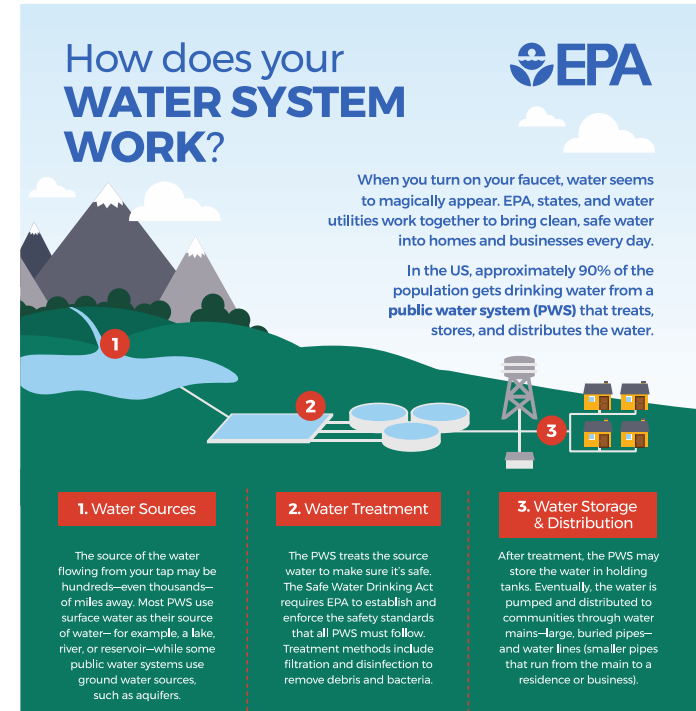 How does your
WATER SYSTEM
WORK?
EPA
When you turn on your faucet, water seems
to magically appear. EPA, states, and water
utilities work together to bring clean, safe water
into homes and businesses every day.
In the US, approximately 90% of the
population gets drinking water from a
public water system (PWS) that treats,
stores, and distributes the water.
1
2
3
1. Water Sources
The source of the water
flowing from your tap may be
hundreds—even thousands—
of miles away. Most PWS use
surface water as their source
of water— for example, a lake,
river, or reservoir—while some
public water systems use
ground water sources,
such as aquifers.
2. Water Treatment
The PWS treats the source
water to make sure it's safe.
The Safe Water Drinking Act
requires EPA to establish and
enforce the safety standards
that all PWS must follow.
Treatment methods include
filtration and disinfection to
remove debris and bacteria.
3. Water Storage
& Distribution
After treatment, the PWS may
store the water in holding
tanks. Eventually, the water is
pumped and distributed to
communities through water
mains—large, buried pipes—
and water lines (smaller pipes
that run from the main to a
residence or business).